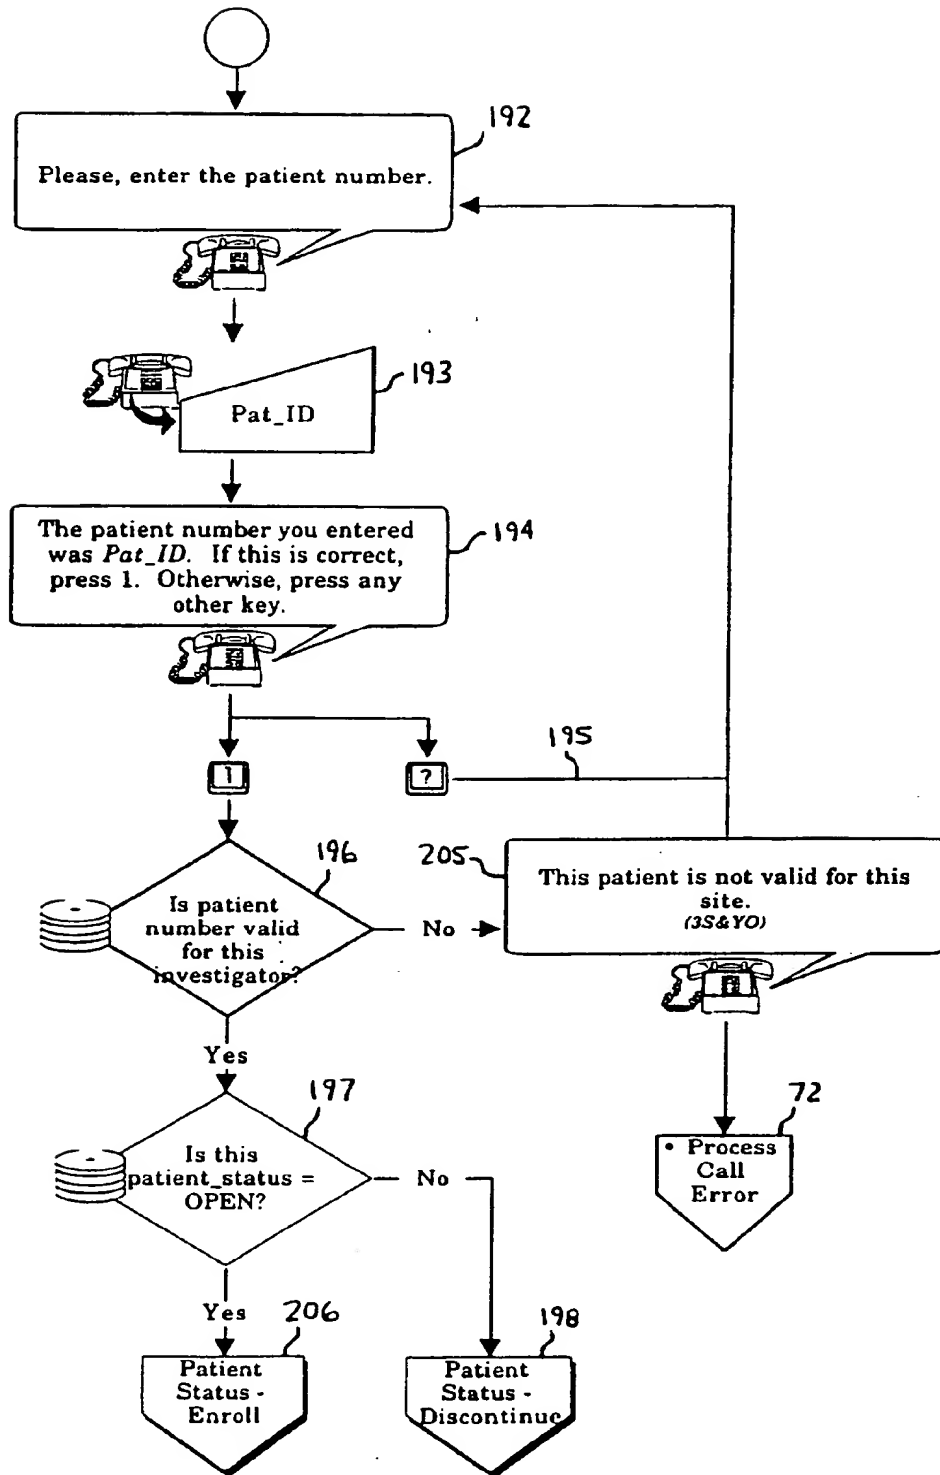 192
Please, enter the patient number.
193
Pat_ID
194
The patient number you entered
was Pat_ID. If this is correct,
press 1. Otherwise, press any
other key.
195
1
?
196
Is patient
number valid
for this
investigator?
No
205
This patient is not valid for this
site.
(3S&YO)
Yes
197
Is this
patient_status =
OPEN?
No
72
• Process
Call
Error
Yes
206
Patient
Status -
Enroll
198
Patient
Status -
Discontinue